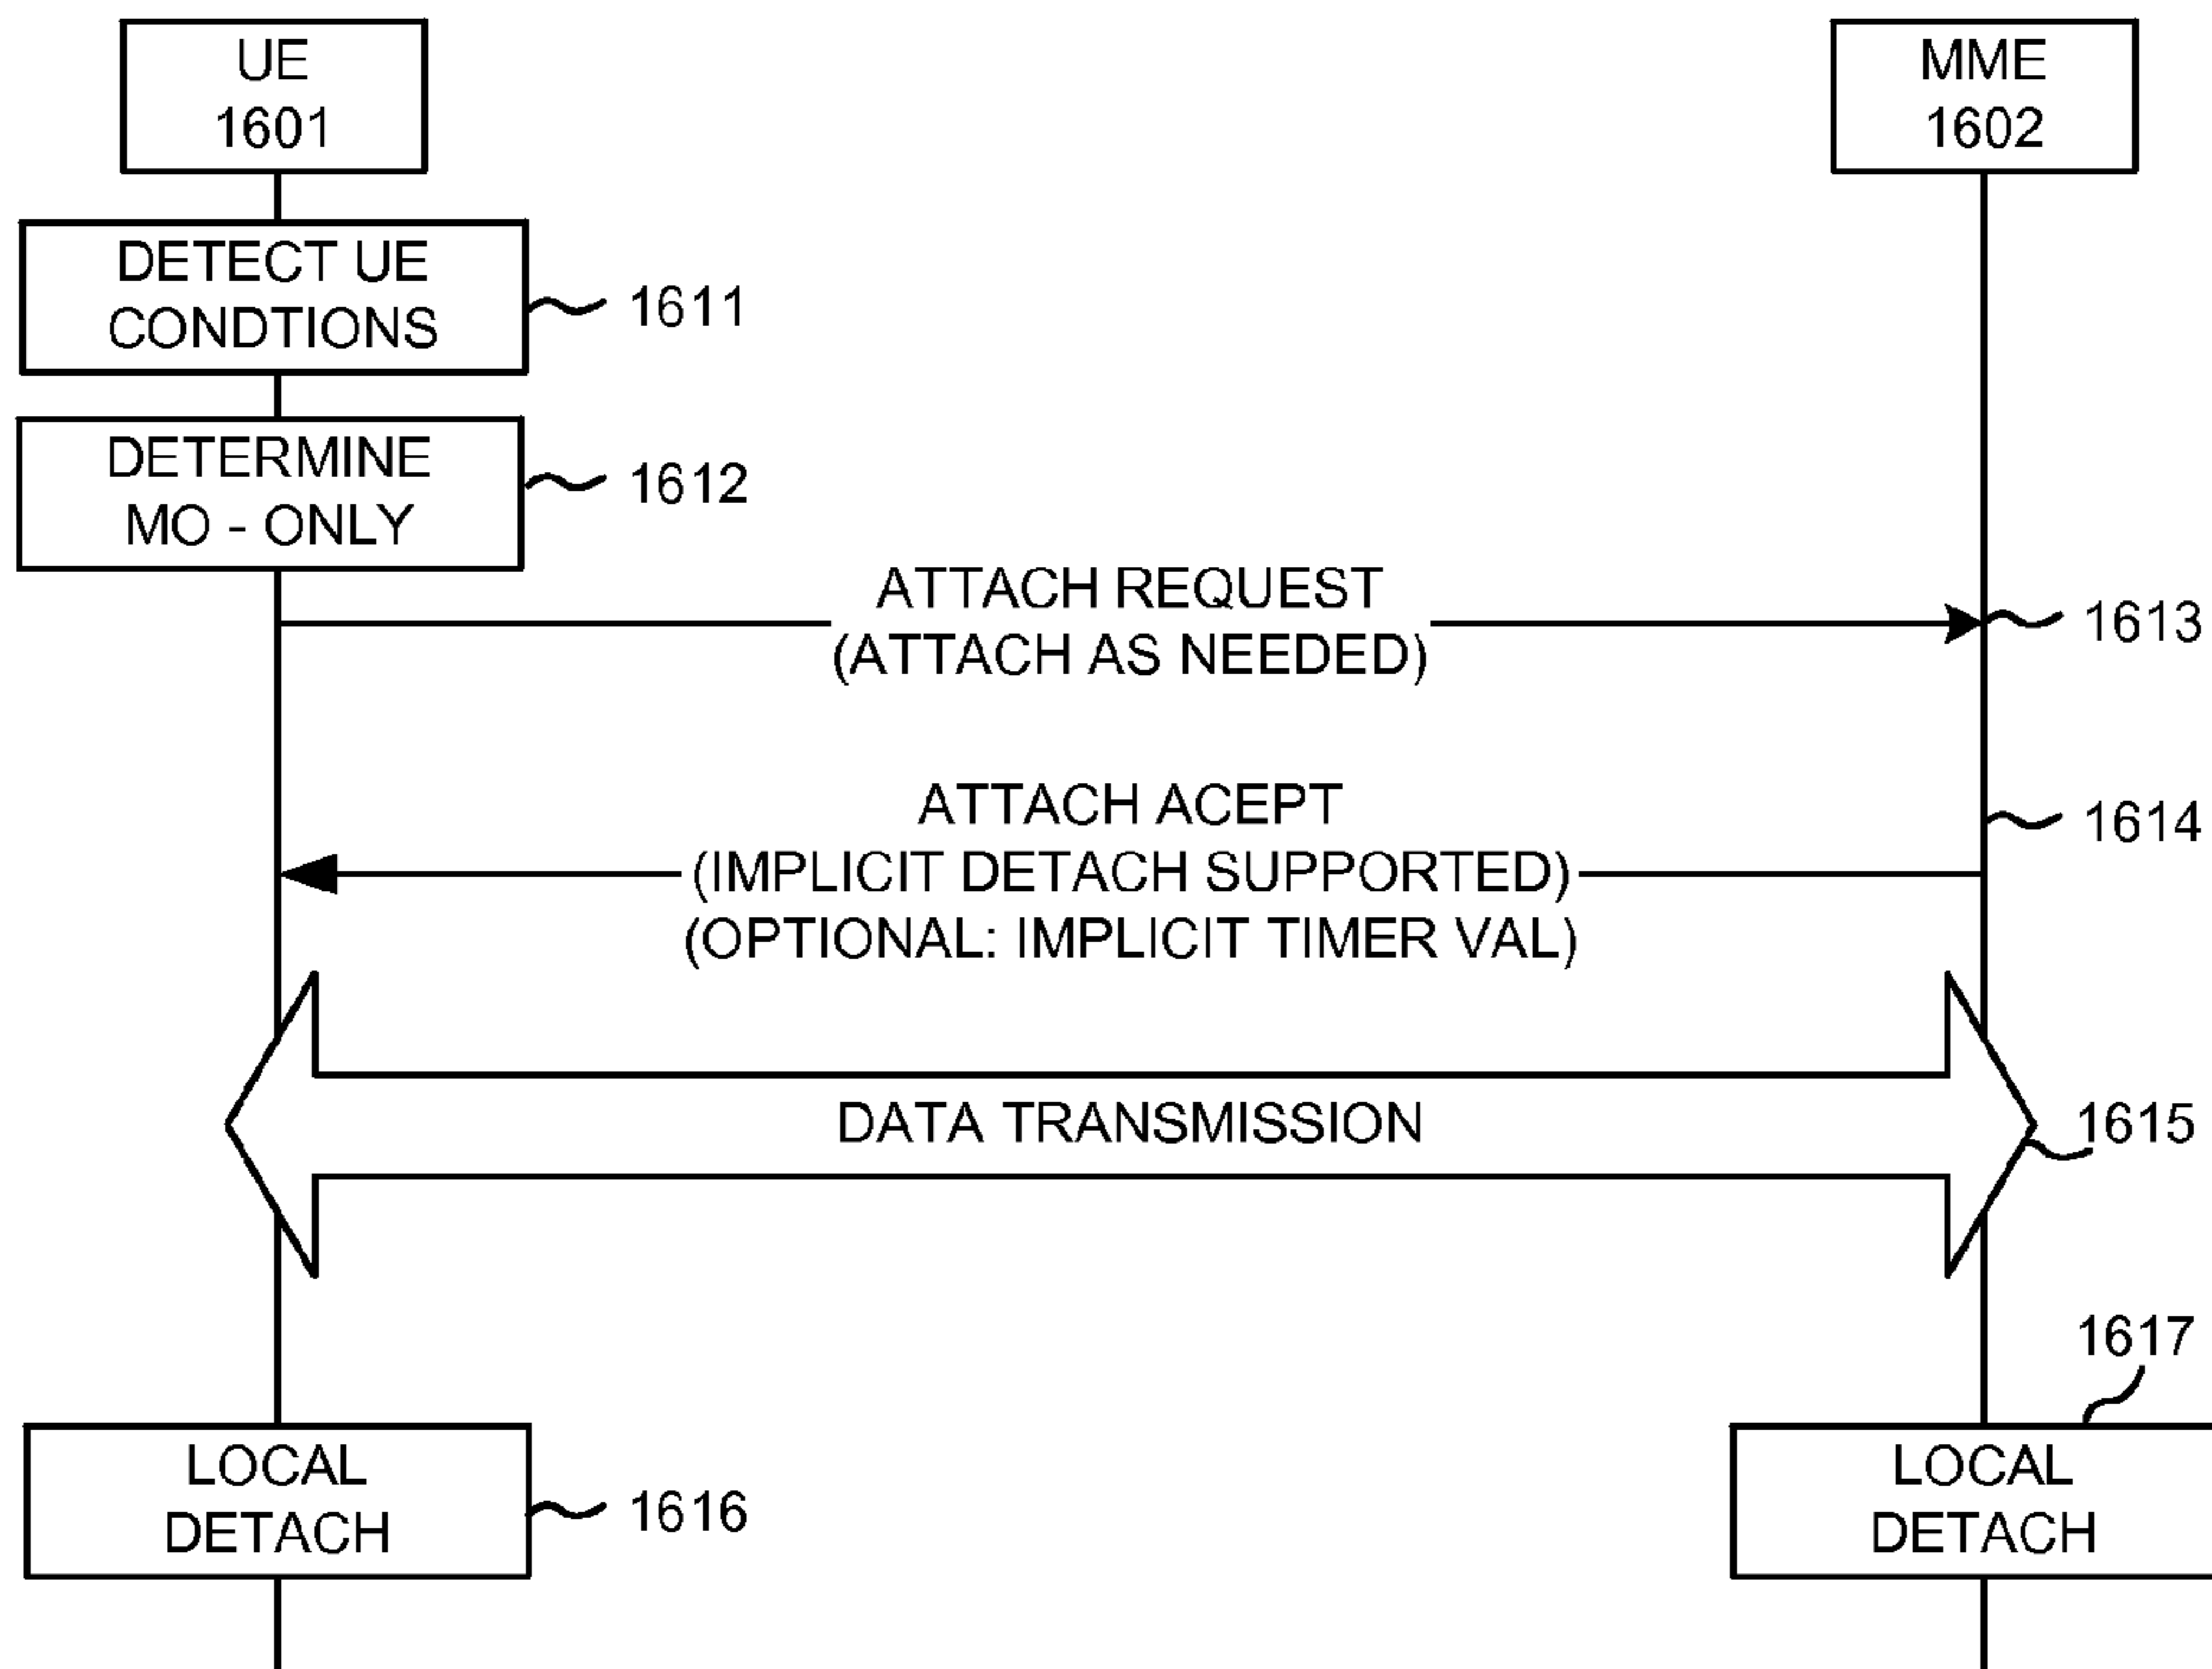 UE
1601
MME
1602
DETECT UE
CONDTIONS
1611
DETERMINE
MO - ONLY
1612
ATTACH REQUEST
(ATTACH AS NEEDED)
1613
ATTACH ACEPT
(IMPLICIT DETACH SUPPORTED)
(OPTIONAL: IMPLICIT TIMER VAL)
1614
DATA TRANSMISSION
1615
LOCAL
DETACH
1616
1617
LOCAL
DETACH